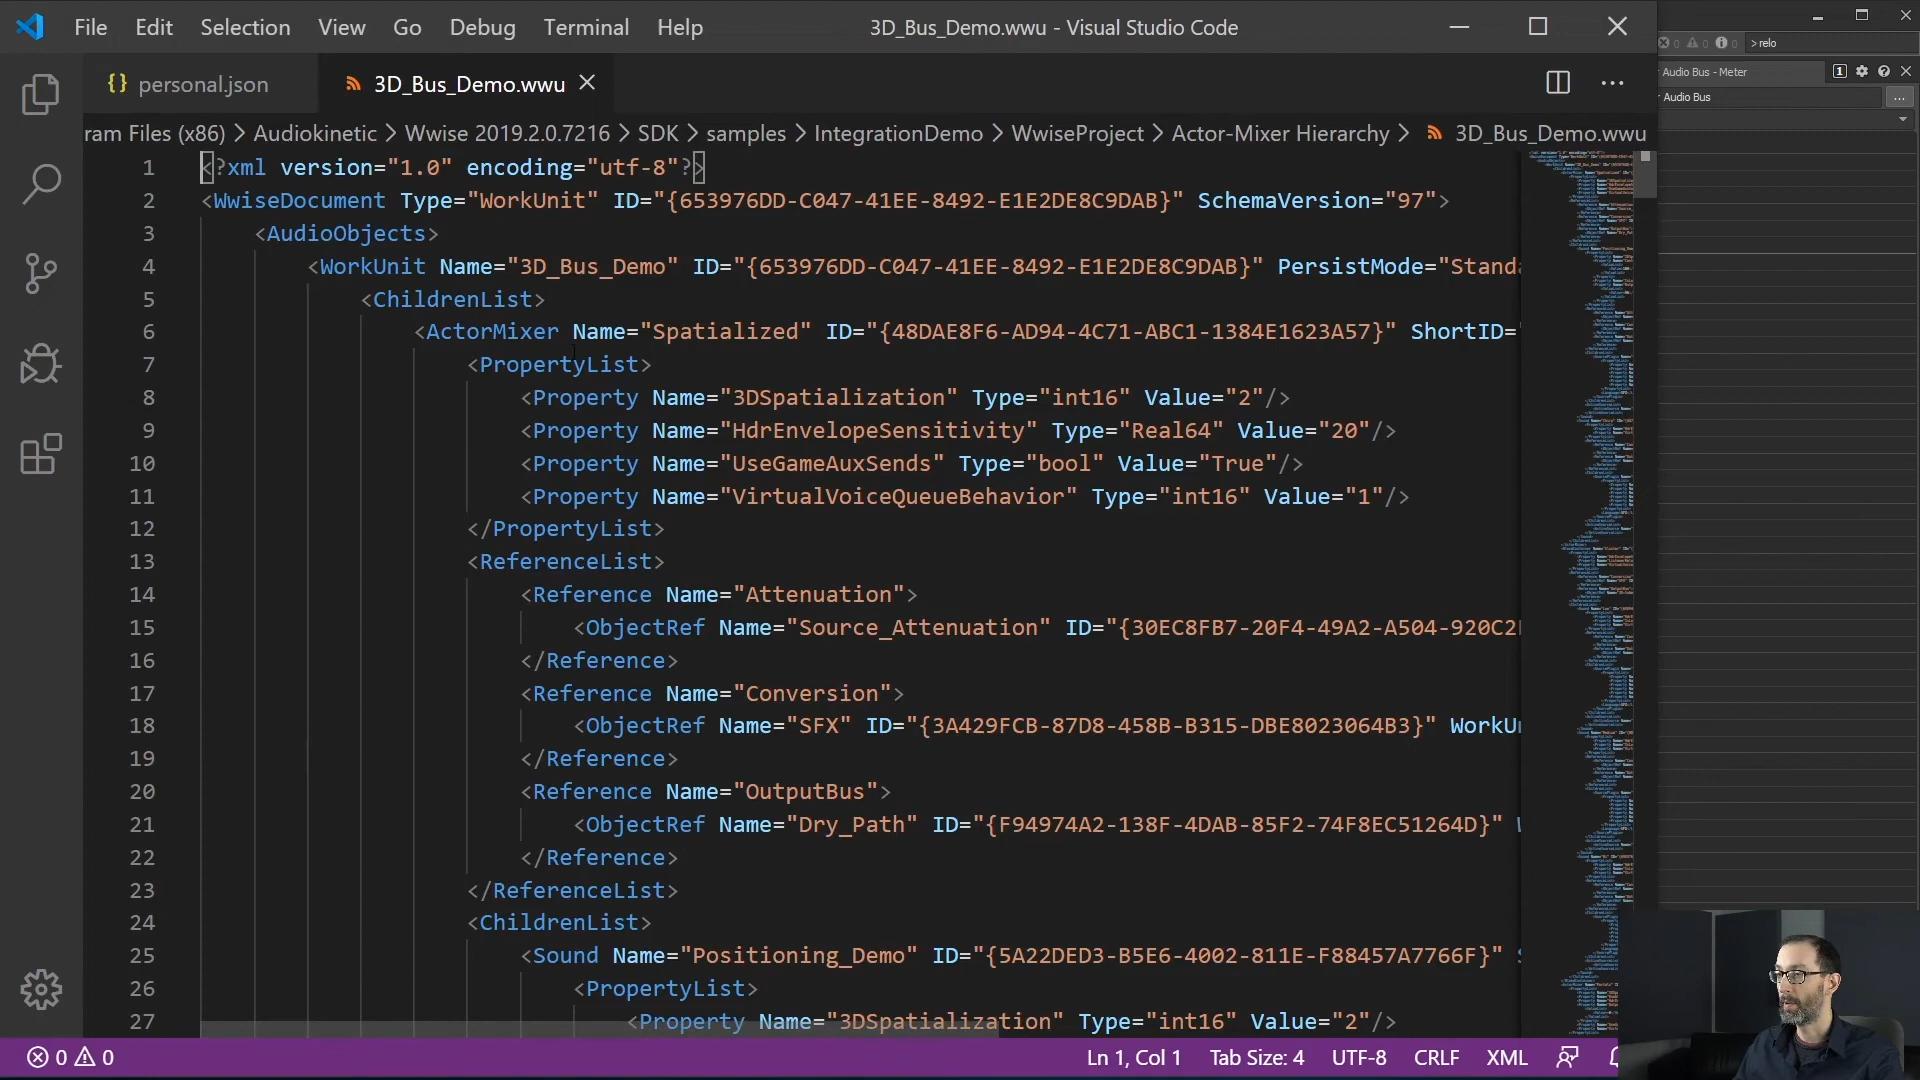 File Edit Selection View Go Debug Terminal Help
3D_Bus_Demo.wwu - Visual Studio Code
0 0 0 >relo
personal.json
3D_Bus_Demo.wwu
Audio Bus - Meter
1
Audio Bus
ram Files (x86) > Audiokinetic > Wwise 2019.2.0.7216 > SDK > samples > IntegrationDemo > WwiseProject > Actor-Mixer Hierarchy > 3D_Bus_Demo.wwu
1 <?xml version="1.0" encoding="utf-8"?>
2 <WwiseDocument Type="WorkUnit" ID="{653976DD-C047-41EE-8492-E1E2DE8C9DAB}" SchemaVersion="97">
3 <AudioObjects>
4 <WorkUnit Name="3D_Bus_Demo" ID="{653976DD-C047-41EE-8492-E1E2DE8C9DAB}" PersistMode="Standa
5 <ChildrenList>
6 <ActorMixer Name="Spatialized" ID="{48DAE8F6-AD94-4C71-ABC1-1384E1623A57}" ShortID=
7 <PropertyList>
8 <Property Name="3DSpatialization" Type="int16" Value="2"/>
9 <Property Name="HdrEnvelopeSensitivity" Type="Real64" Value="20"/>
10 <Property Name="UseGameAuxSends" Type="bool" Value="True"/>
11 <Property Name="VirtualVoiceQueueBehavior" Type="int16" Value="1"/>
12 </PropertyList>
13 <ReferenceList>
14 <Reference Name="Attenuation">
15 <ObjectRef Name="Source_Attenuation" ID="{30EC8FB7-20F4-49A2-A504-920C2
16 </Reference>
17 <Reference Name="Conversion">
18 <ObjectRef Name="SFX" ID="{3A429FCB-87D8-458B-B315-DBE8023064B3}" WorkUn
19 </Reference>
20 <Reference Name="OutputBus">
21 <ObjectRef Name="Dry_Path" ID="{F94974A2-138F-4DAB-85F2-74F8EC51264D}"
22 </Reference>
23 </ReferenceList>
24 <ChildrenList>
25 <Sound Name="Positioning_Demo" ID="{5A22DED3-B5E6-4002-811E-F88457A7766F}"
26 <PropertyList>
27 <Property Name="3DSpatialization" Type="int16" Value="2"/>
0 0
Ln 1, Col 1 Tab Size: 4 UTF-8 CRLF XML